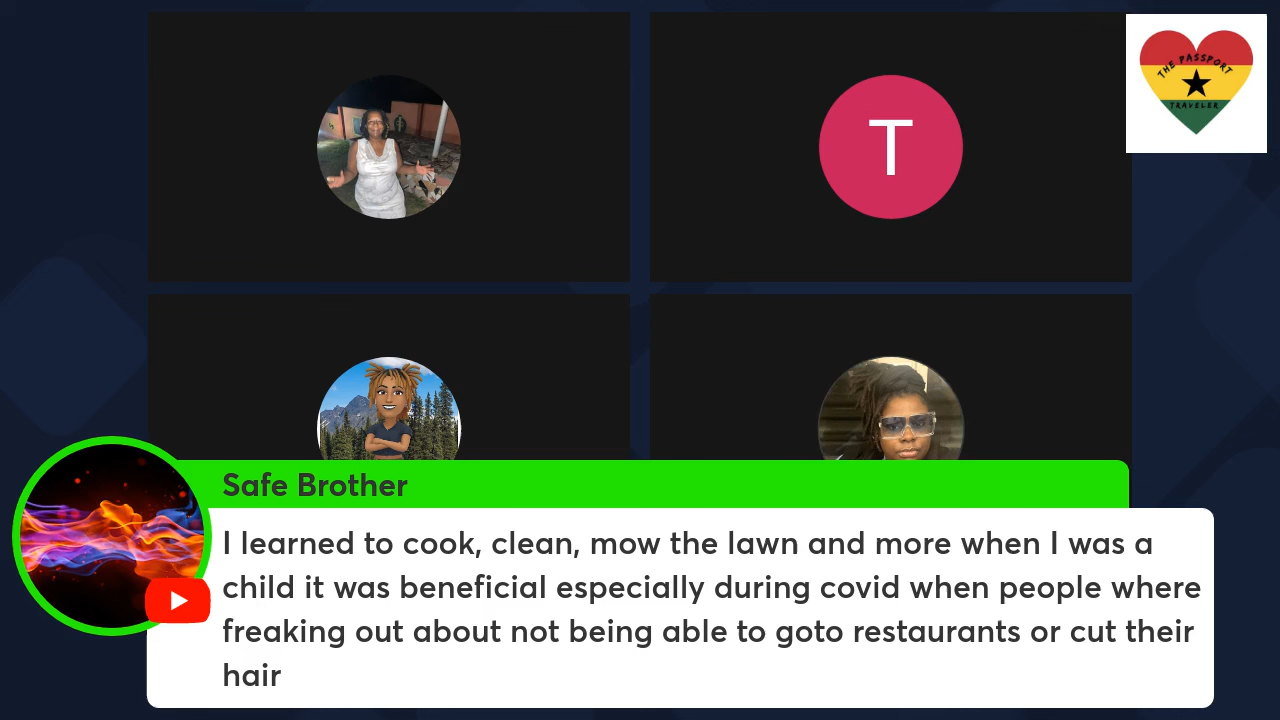 THE PASSPORT
TRAVELER
T
Safe Brother
I learned to cook, clean, mow the lawn and more when I was a
child it was beneficial especially during covid when people where
freaking out about not being able to goto restaurants or cut their
hair